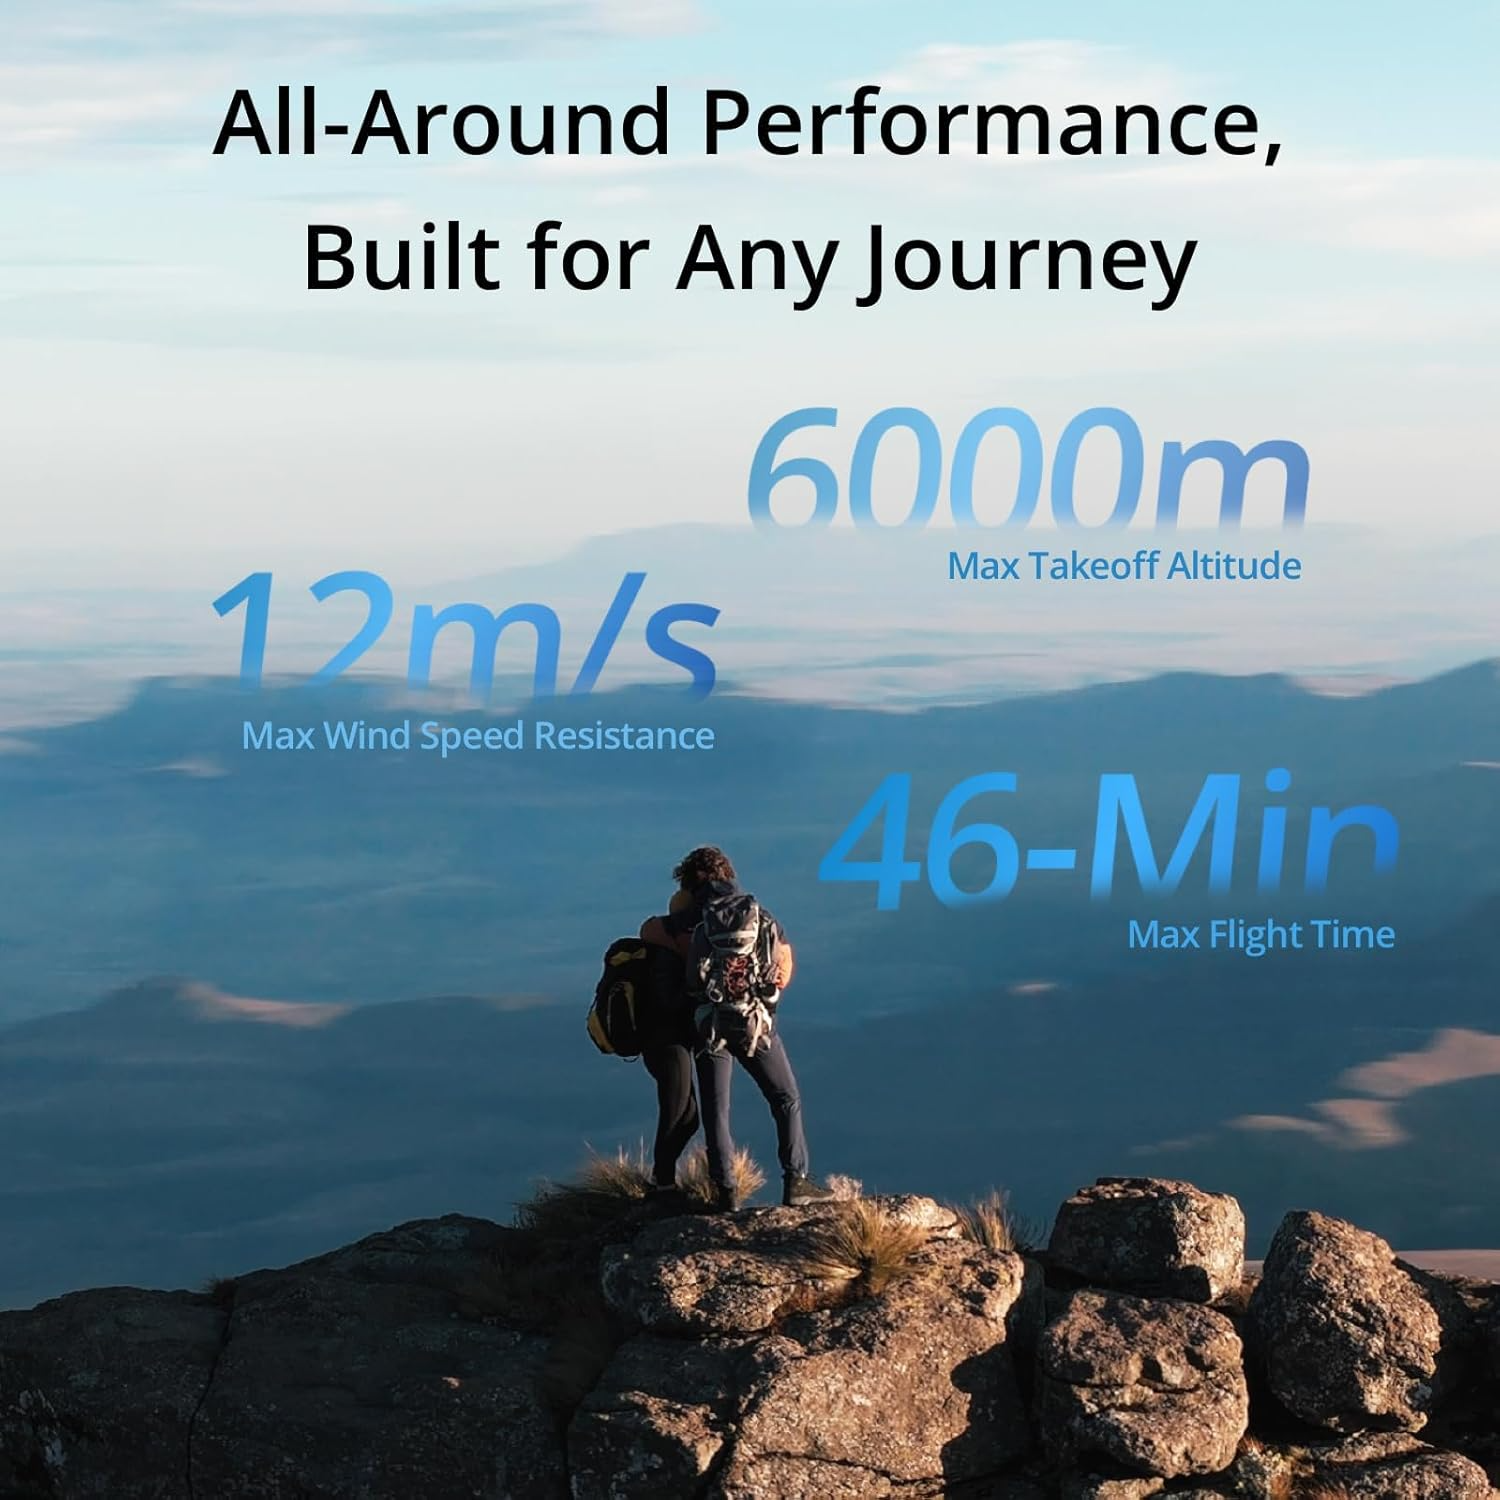 All-Around Performance,
Built for Any Journey
6000m
Max Takeoff Altitude
12m/s
Max Wind Speed Resistance
46-Min
Max Flight Time